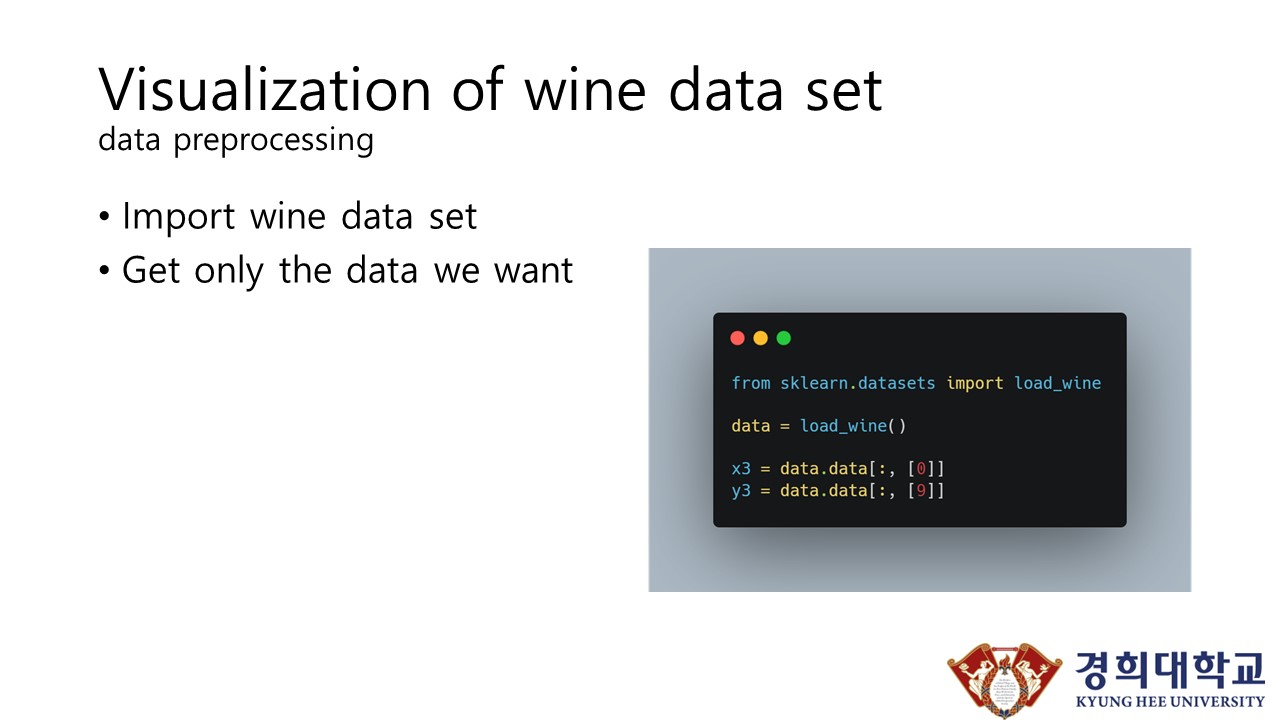 Visualization of wine data set
data preprocessing
• Import wine data set
• Get only the data we want
from sklearn.datasets import load_wine
data = load_wine()
x3 = data.data[:, [0]]
y3 = data.data[:, [9]]
경희대학교
KYUNG HEE UNIVERSITY